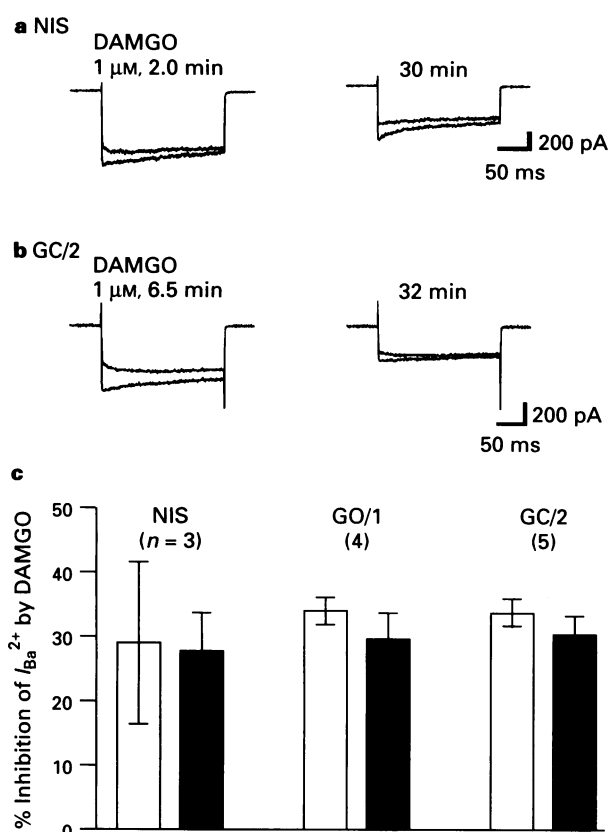 a NIS
DAMGO
1 μM, 2.0 min
30 min
200 pA
50 ms
b GC/2
DAMGO
1 μM, 6.5 min
32 min
200 pA
50 ms
c
% Inhibition of I_Ba^2+ by DAMGO
50
40
30
20
10
0
NIS
(n = 3)
GO/1
(4)
GC/2
(5)